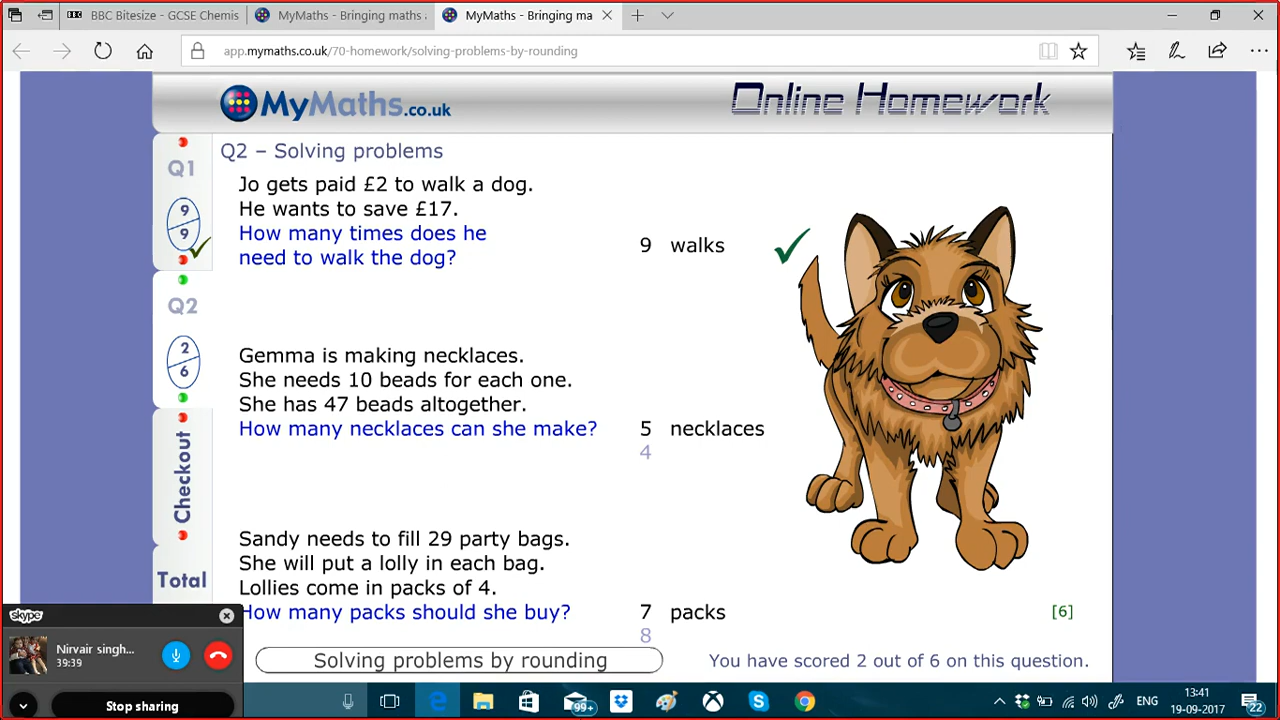 BBC Bitesize - GCSE Chemis
MyMaths - Bringing maths a
MyMaths - Bringing ma
app.mymaths.co.uk/70-homework/solving-problems-by-rounding
MyMaths.co.uk
Online Homework
Q1
9
9
Q2
2
6
Checkout
Total
Q2 – Solving problems
Jo gets paid £2 to walk a dog.
He wants to save £17.
How many times does he
need to walk the dog?
9 walks
Gemma is making necklaces.
She needs 10 beads for each one.
She has 47 beads altogether.
How many necklaces can she make?
5 necklaces
4
Sandy needs to fill 29 party bags.
She will put a lolly in each bag.
Lollies come in packs of 4.
How many packs should she buy?
7 packs
[6]
8
Solving problems by rounding
You have scored 2 out of 6 on this question.
skype
Nirvair singh...
39:39
Stop sharing
99+
ENG
13:41
19-09-2017
22